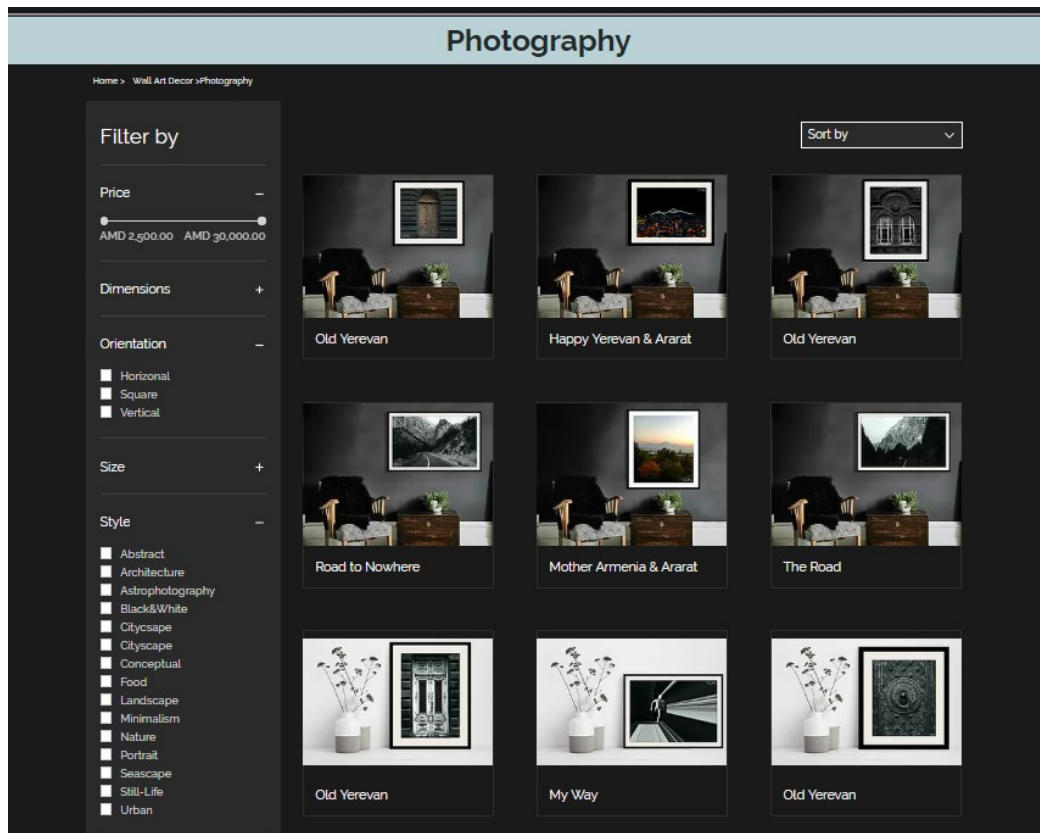 Photography
Home > Wall Art Decor >Photography
Filter by
Sort by
Price –
AMD 2,500.00 AMD 30,000.00
Dimensions +
Orientation –
Horizonal
Square
Vertical
Size +
Style –
Abstract
Architecture
Astrophotography
Black&White
Citycsape
Cityscape
Conceptual
Food
Landscape
Minimalism
Nature
Portrait
Seascape
Still-Life
Urban
Old Yerevan
Happy Yerevan & Ararat
Old Yerevan
Road to Nowhere
Mother Armenia & Ararat
The Road
Old Yerevan
My Way
Old Yerevan